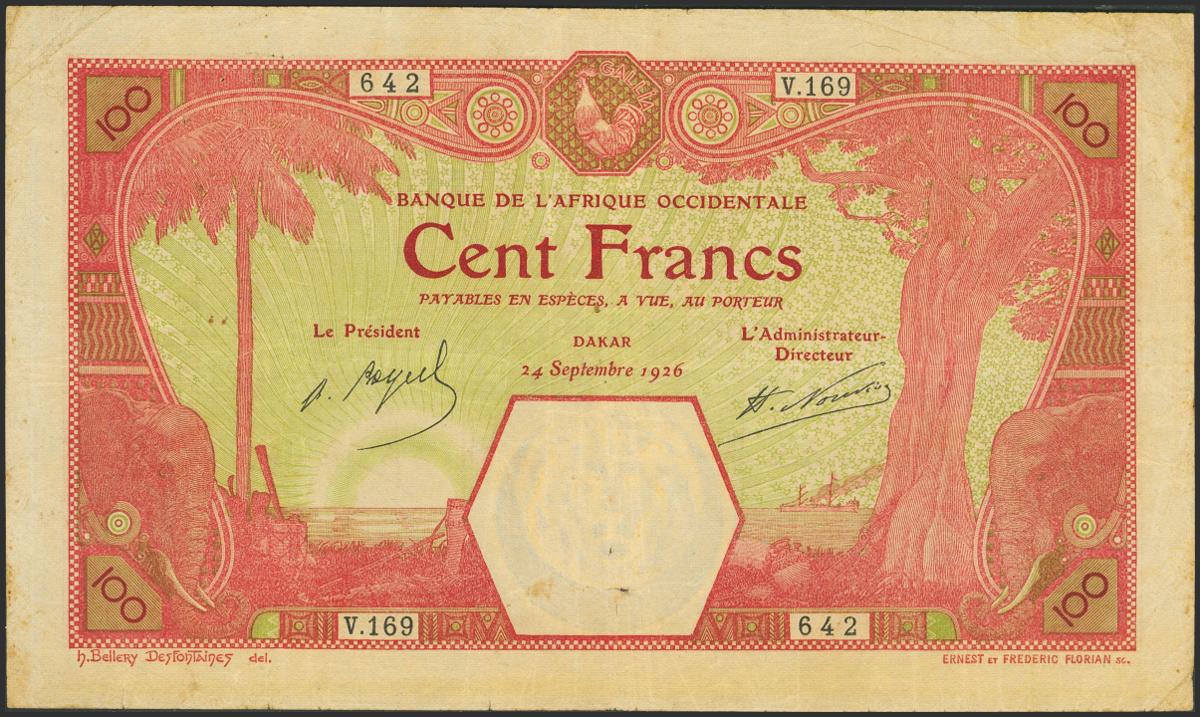 GALLIA
642
V.169
100
100
BANQUE DE L'AFRIQUE OCCIDENTALE
Cent Francs
PAYABLES EN ESPÈCES, A VUE, AU PORTEUR
Le Président
DAKAR
24 Septembre 1926
L'Administrateur-
Directeur
100
100
V.169
642
h. Bellery Desfontaines del.
ERNEST ET FREDERIC FLORIAN sc.